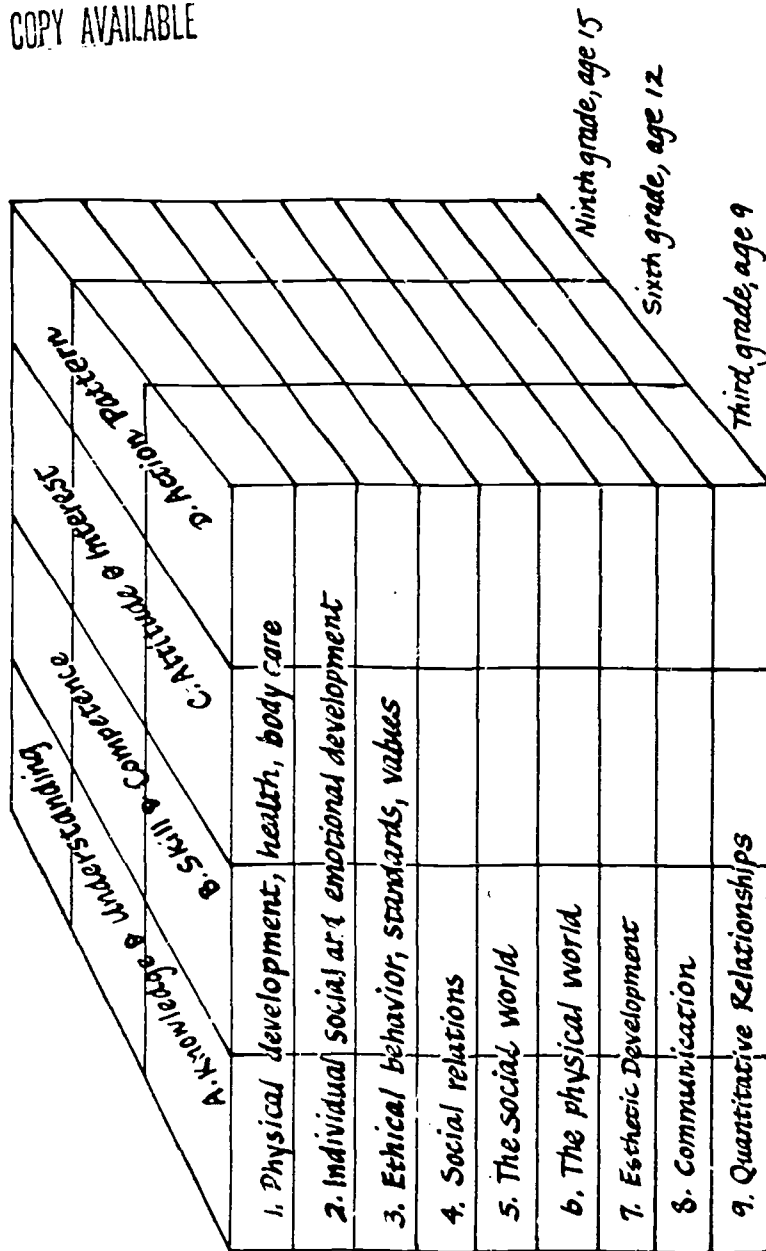 COPY AVAILABLE
A. Knowledge & understanding
B. Skill & Competence
C. Attitude & Interest
D. Action Pattern
1. Physical development, health, body care
2. Individual social and emotional development
3. Ethical behavior, standards, values
4. Social relations
5. The social world
6. The physical world
7. Esthetic Development
8. Communication
9. Quantitative Relationships
Ninth grade, age 15
Sixth grade, age 12
Third grade, age 9